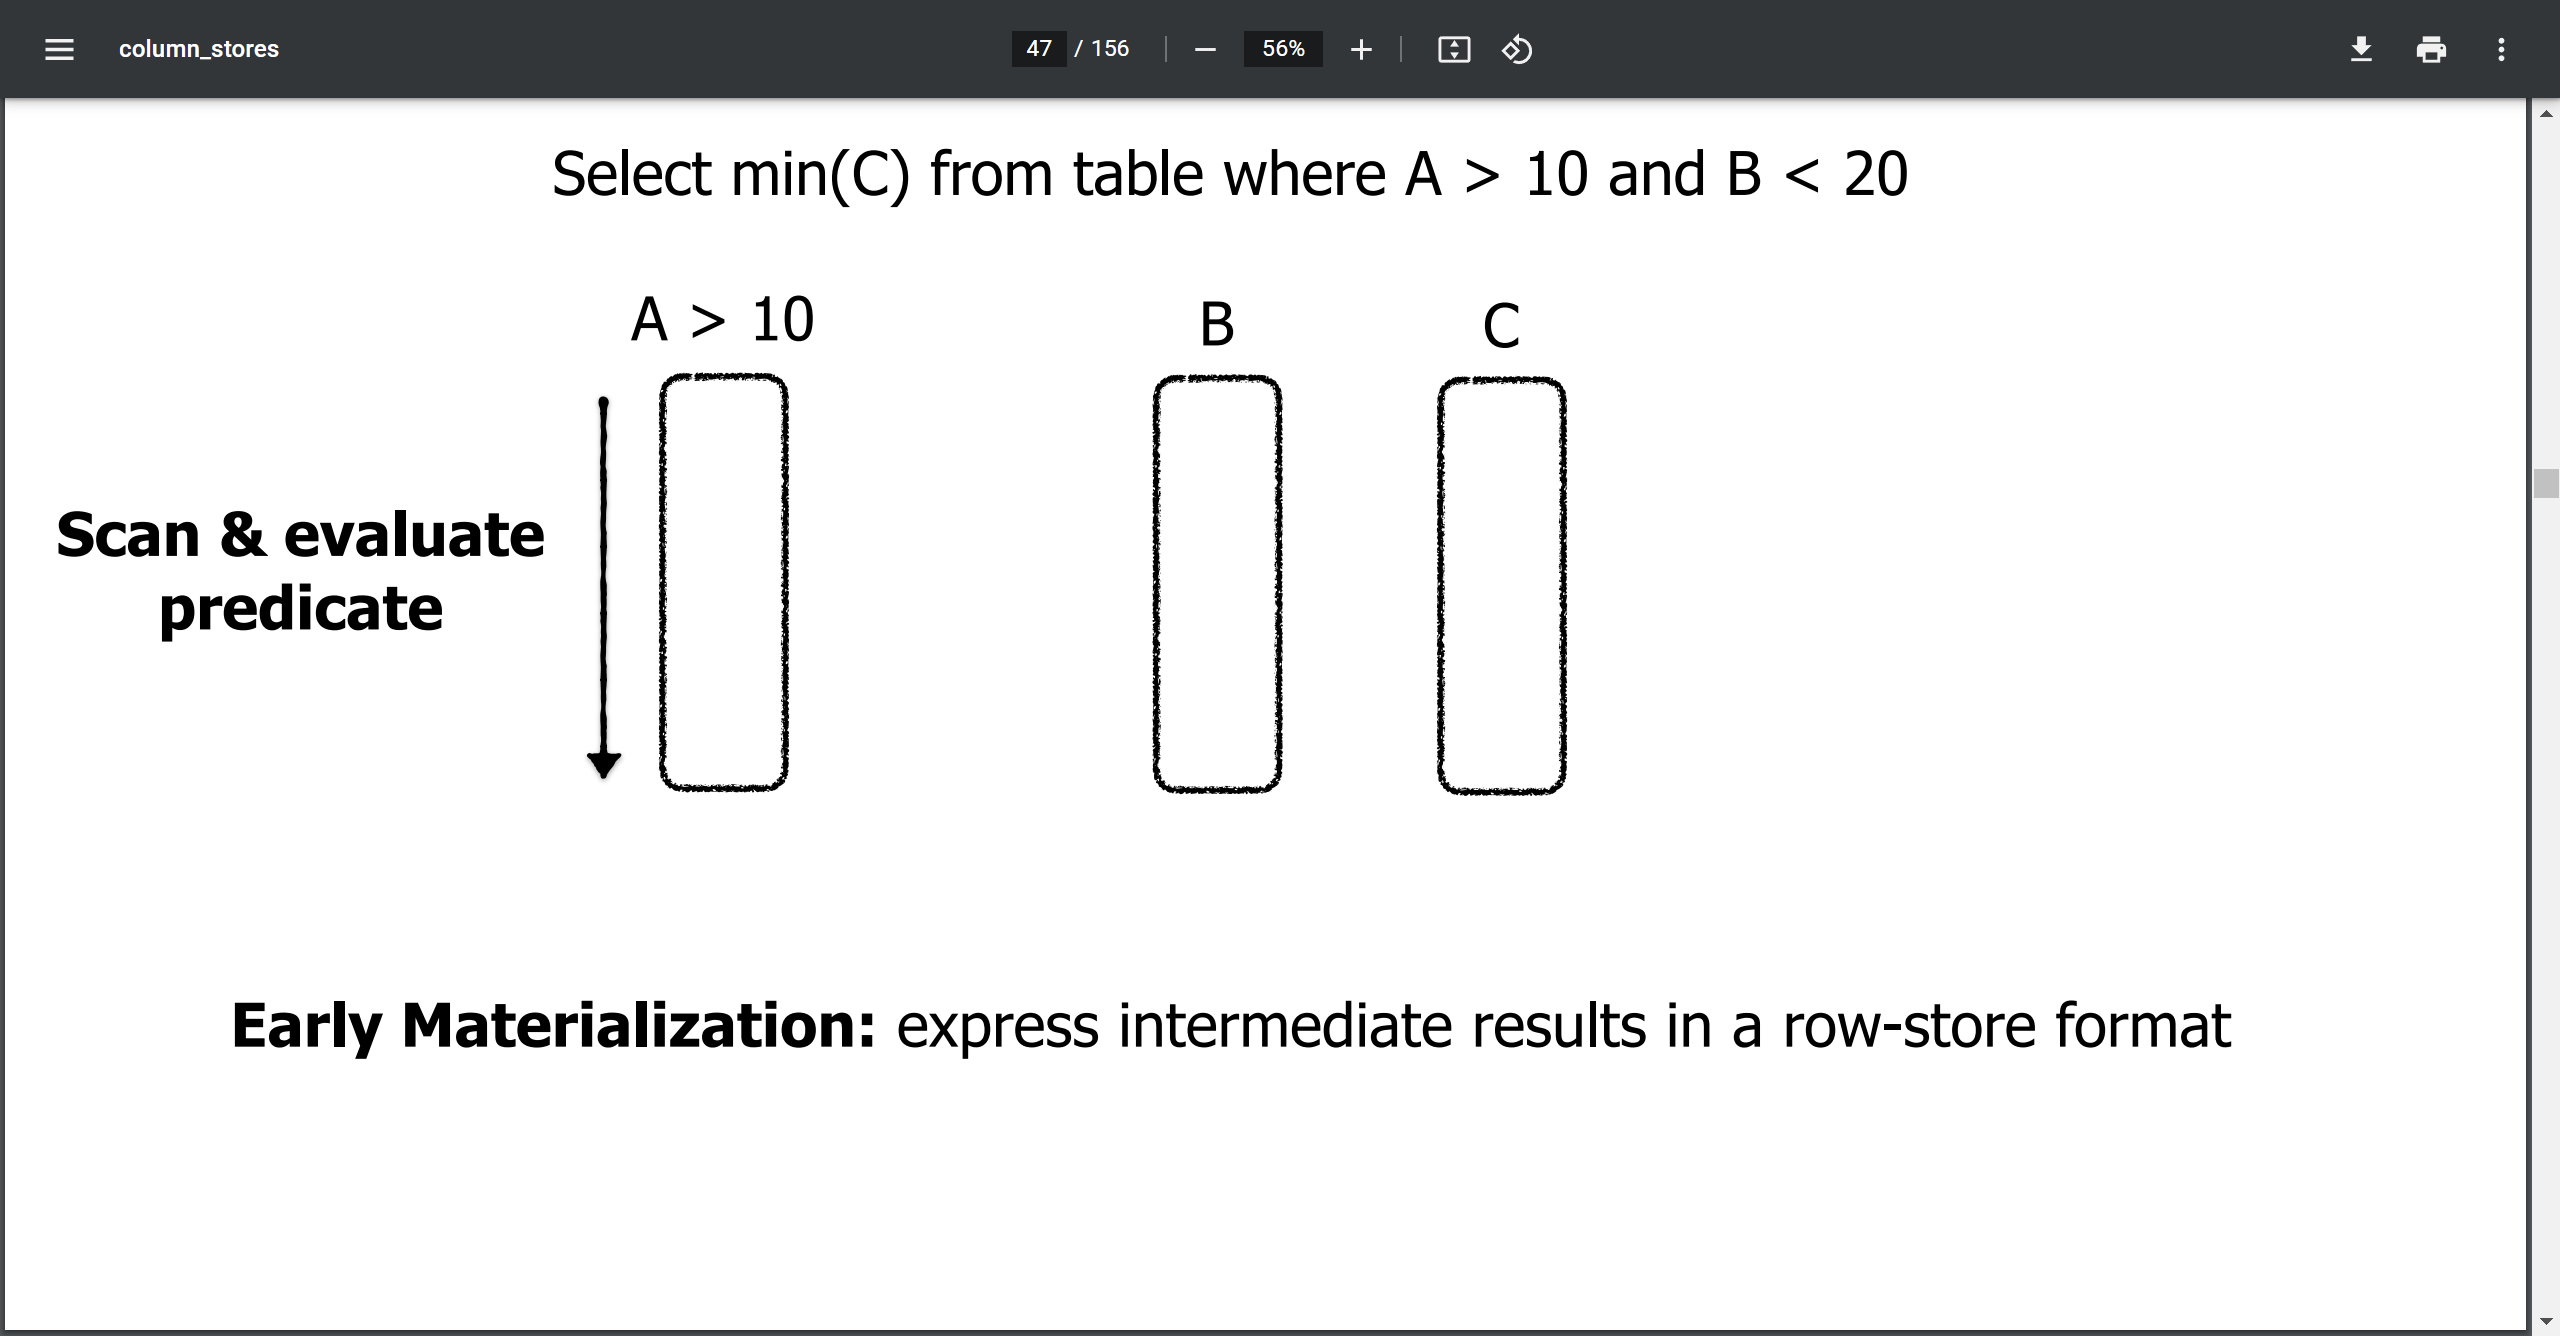 column_stores
47 / 156
56%
Select min(C) from table where A > 10 and B < 20
A > 10
B
C
Scan & evaluate
predicate
Early Materialization: express intermediate results in a row-store format